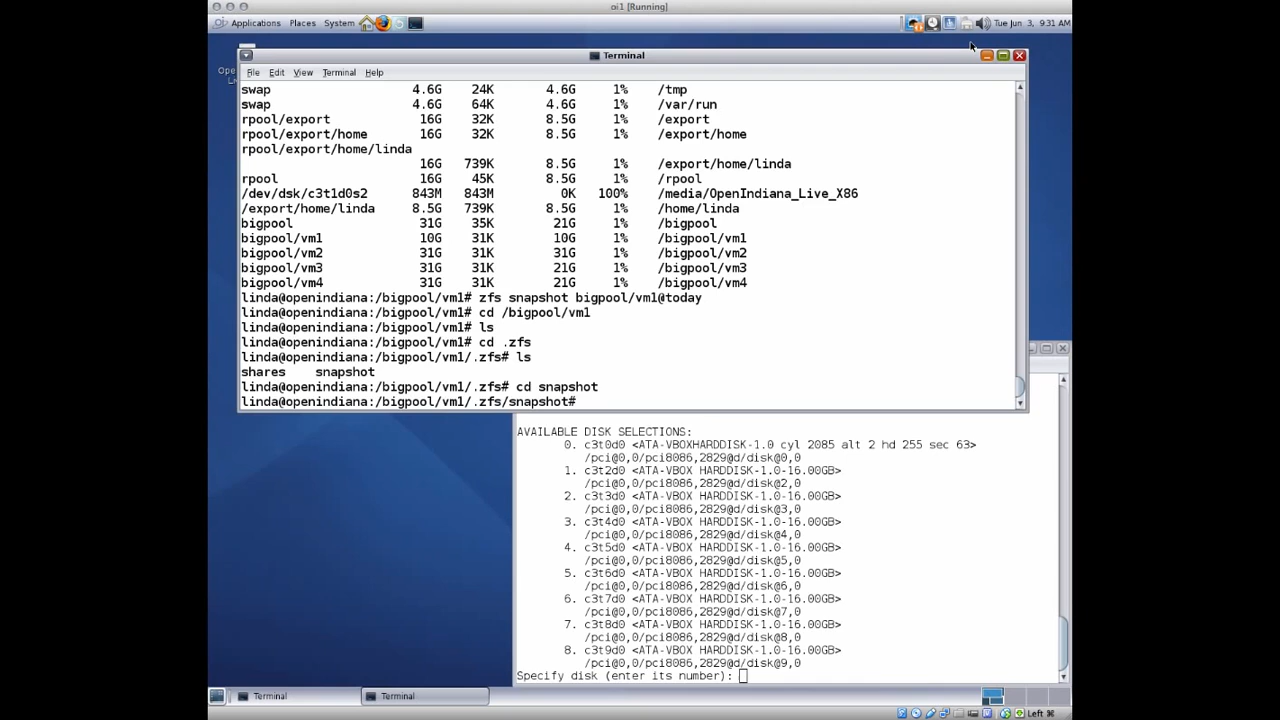 oi1 [Running]
Applications Places System Tue Jun 3, 9:31 AM
Terminal
File Edit View Terminal Help
swap 4.6G 24K 4.6G 1% /tmp
swap 4.6G 64K 4.6G 1% /var/run
rpool/export 16G 32K 8.5G 1% /export
rpool/export/home 16G 32K 8.5G 1% /export/home
rpool/export/home/linda
16G 739K 8.5G 1% /export/home/linda
rpool 16G 45K 8.5G 1% /rpool
/dev/dsk/c3t1d0s2 843M 843M 0K 100% /media/OpenIndiana_Live_X86
/export/home/linda 8.5G 739K 8.5G 1% /home/linda
bigpool 31G 35K 21G 1% /bigpool
bigpool/vm1 10G 31K 10G 1% /bigpool/vm1
bigpool/vm2 31G 31K 31G 1% /bigpool/vm2
bigpool/vm3 31G 31K 21G 1% /bigpool/vm3
bigpool/vm4 31G 31K 21G 1% /bigpool/vm4
linda@openindiana:/bigpool/vm1# zfs snapshot bigpool/vm1@today
linda@openindiana:/bigpool/vm1# cd /bigpool/vm1
linda@openindiana:/bigpool/vm1# ls
linda@openindiana:/bigpool/vm1# cd .zfs
linda@openindiana:/bigpool/vm1/.zfs# ls
shares snapshot
linda@openindiana:/bigpool/vm1/.zfs# cd snapshot
linda@openindiana:/bigpool/vm1/.zfs/snapshot#
AVAILABLE DISK SELECTIONS:
0. c3t0d0 <ATA-VBOXHARDDISK-1.0 cyl 2085 alt 2 hd 255 sec 63>
/pci@0,0/pci8086,2829@d/disk@0,0
1. c3t2d0 <ATA-VBOX HARDDISK-1.0-16.00GB>
/pci@0,0/pci8086,2829@d/disk@2,0
2. c3t3d0 <ATA-VBOX HARDDISK-1.0-16.00GB>
/pci@0,0/pci8086,2829@d/disk@3,0
3. c3t4d0 <ATA-VBOX HARDDISK-1.0-16.00GB>
/pci@0,0/pci8086,2829@d/disk@4,0
4. c3t5d0 <ATA-VBOX HARDDISK-1.0-16.00GB>
/pci@0,0/pci8086,2829@d/disk@5,0
5. c3t6d0 <ATA-VBOX HARDDISK-1.0-16.00GB>
/pci@0,0/pci8086,2829@d/disk@6,0
6. c3t7d0 <ATA-VBOX HARDDISK-1.0-16.00GB>
/pci@0,0/pci8086,2829@d/disk@7,0
7. c3t8d0 <ATA-VBOX HARDDISK-1.0-16.00GB>
/pci@0,0/pci8086,2829@d/disk@8,0
8. c3t9d0 <ATA-VBOX HARDDISK-1.0-16.00GB>
/pci@0,0/pci8086,2829@d/disk@9,0
Specify disk (enter its number):
Terminal Terminal
Left ⌘